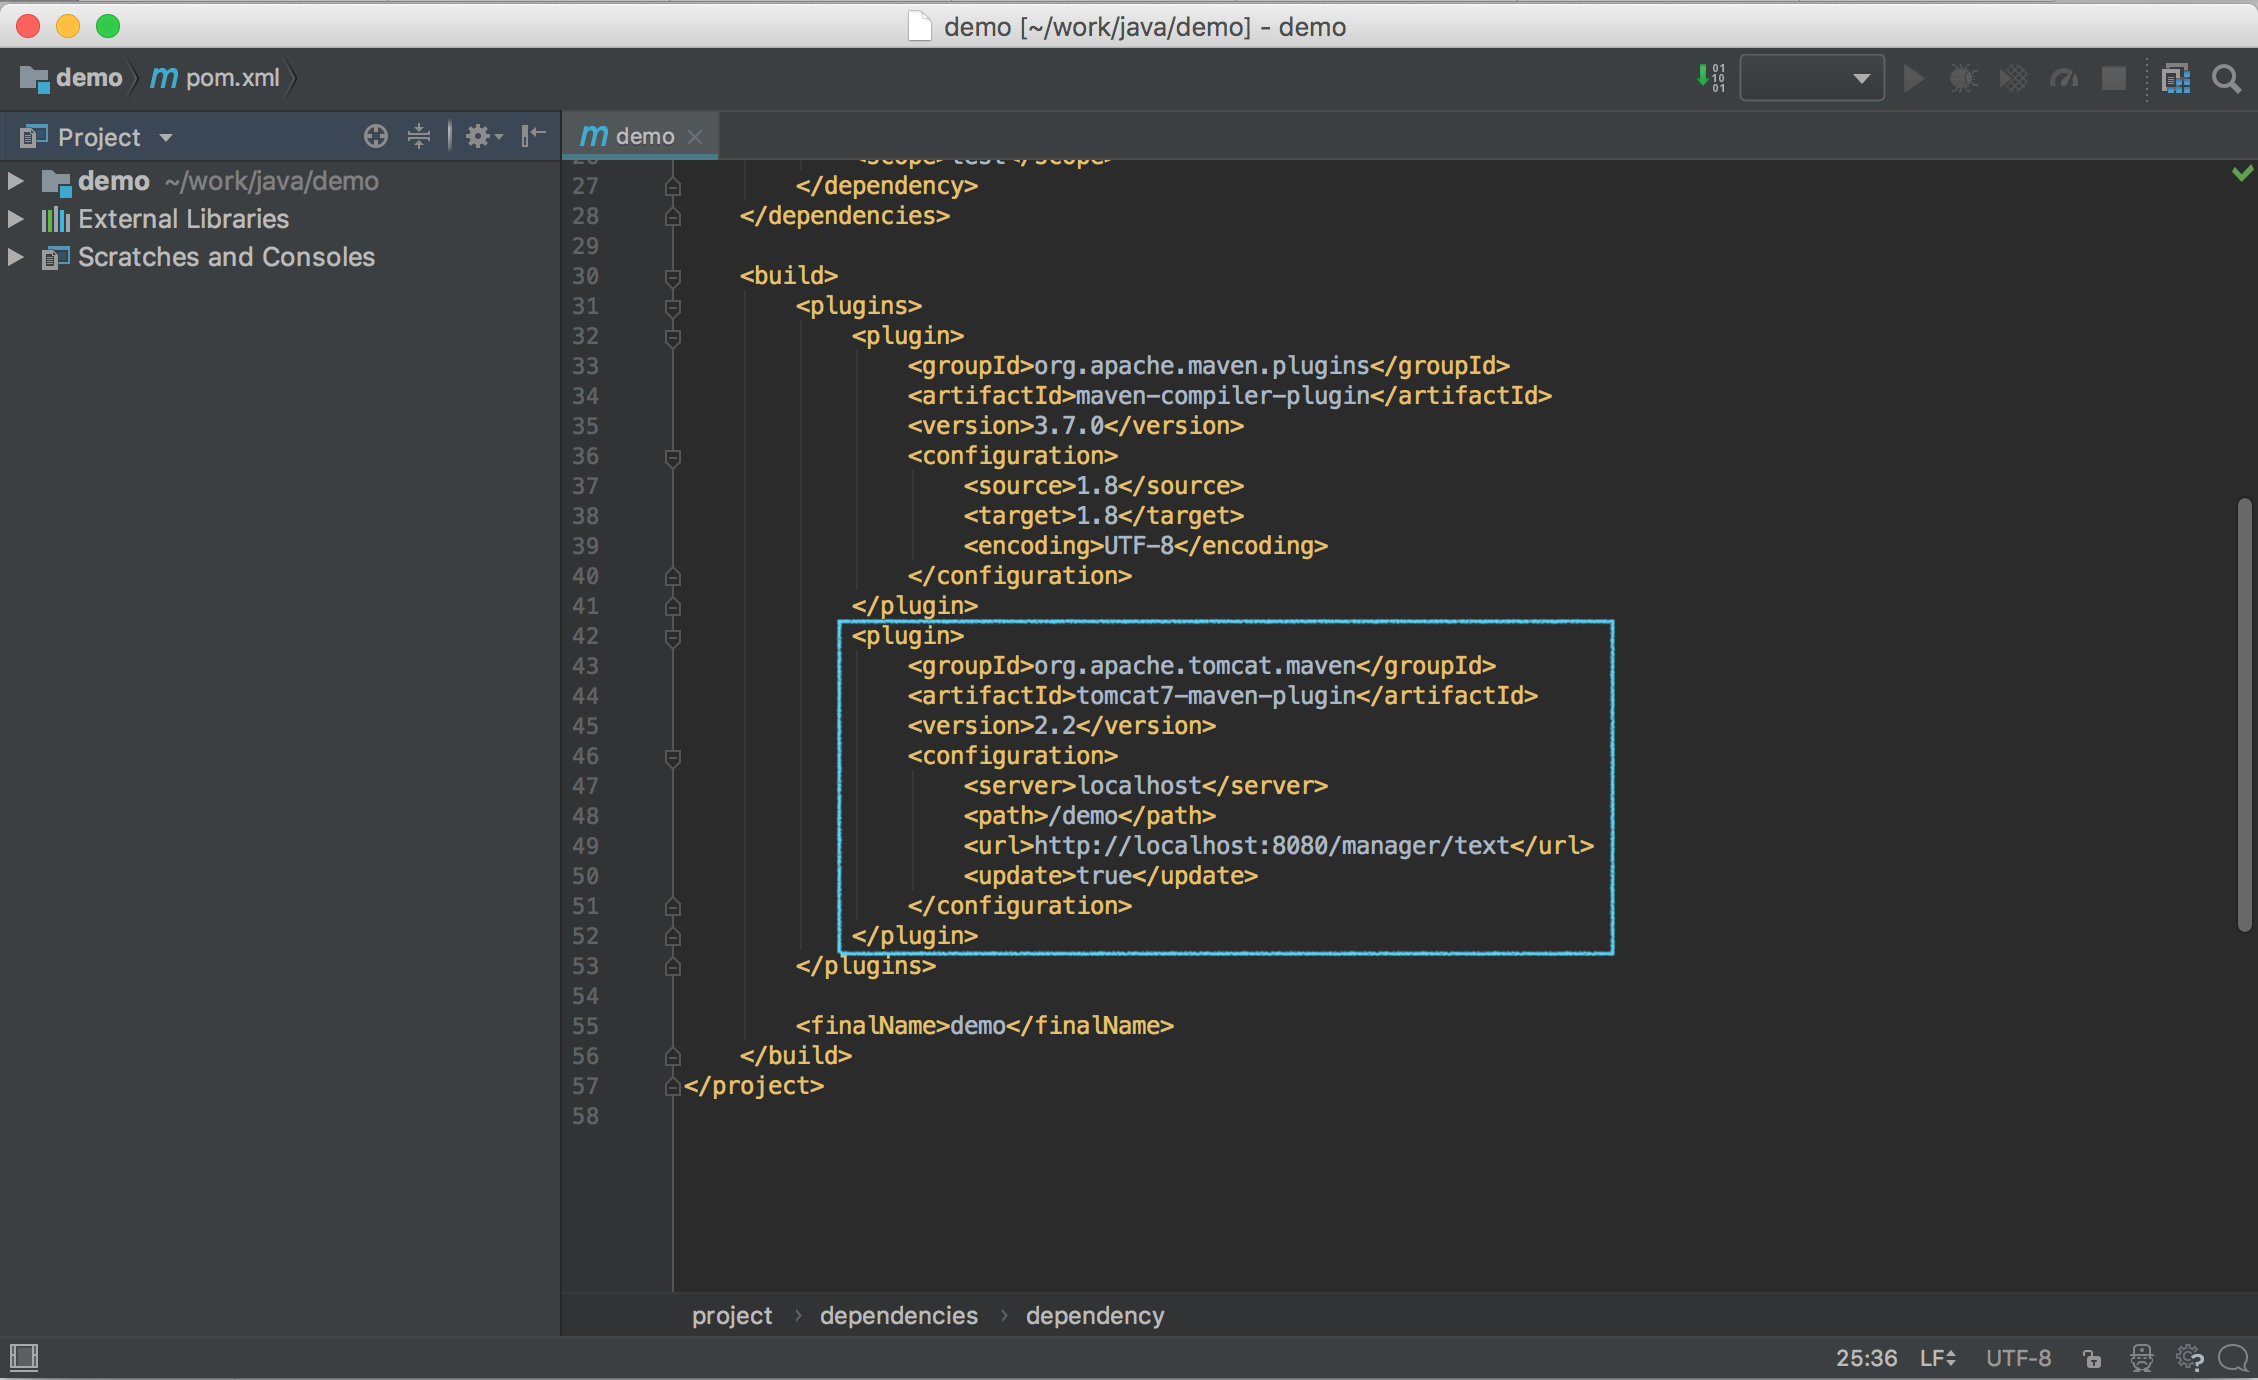 demo [~/work/java/demo] - demo
demo
pom.xml
Project
demo
demo ~/work/java/demo
External Libraries
Scratches and Consoles
26 <scope>test</scope>
27 </dependency>
28 </dependencies>
29
30 <build>
31 <plugins>
32 <plugin>
33 <groupId>org.apache.maven.plugins</groupId>
34 <artifactId>maven-compiler-plugin</artifactId>
35 <version>3.7.0</version>
36 <configuration>
37 <source>1.8</source>
38 <target>1.8</target>
39 <encoding>UTF-8</encoding>
40 </configuration>
41 </plugin>
42 <plugin>
43 <groupId>org.apache.tomcat.maven</groupId>
44 <artifactId>tomcat7-maven-plugin</artifactId>
45 <version>2.2</version>
46 <configuration>
47 <server>localhost</server>
48 <path>/demo</path>
49 <url>http://localhost:8080/manager/text</url>
50 <update>true</update>
51 </configuration>
52 </plugin>
53 </plugins>
54
55 <finalName>demo</finalName>
56 </build>
57 </project>
58
project › dependencies › dependency
25:36 LF UTF-8